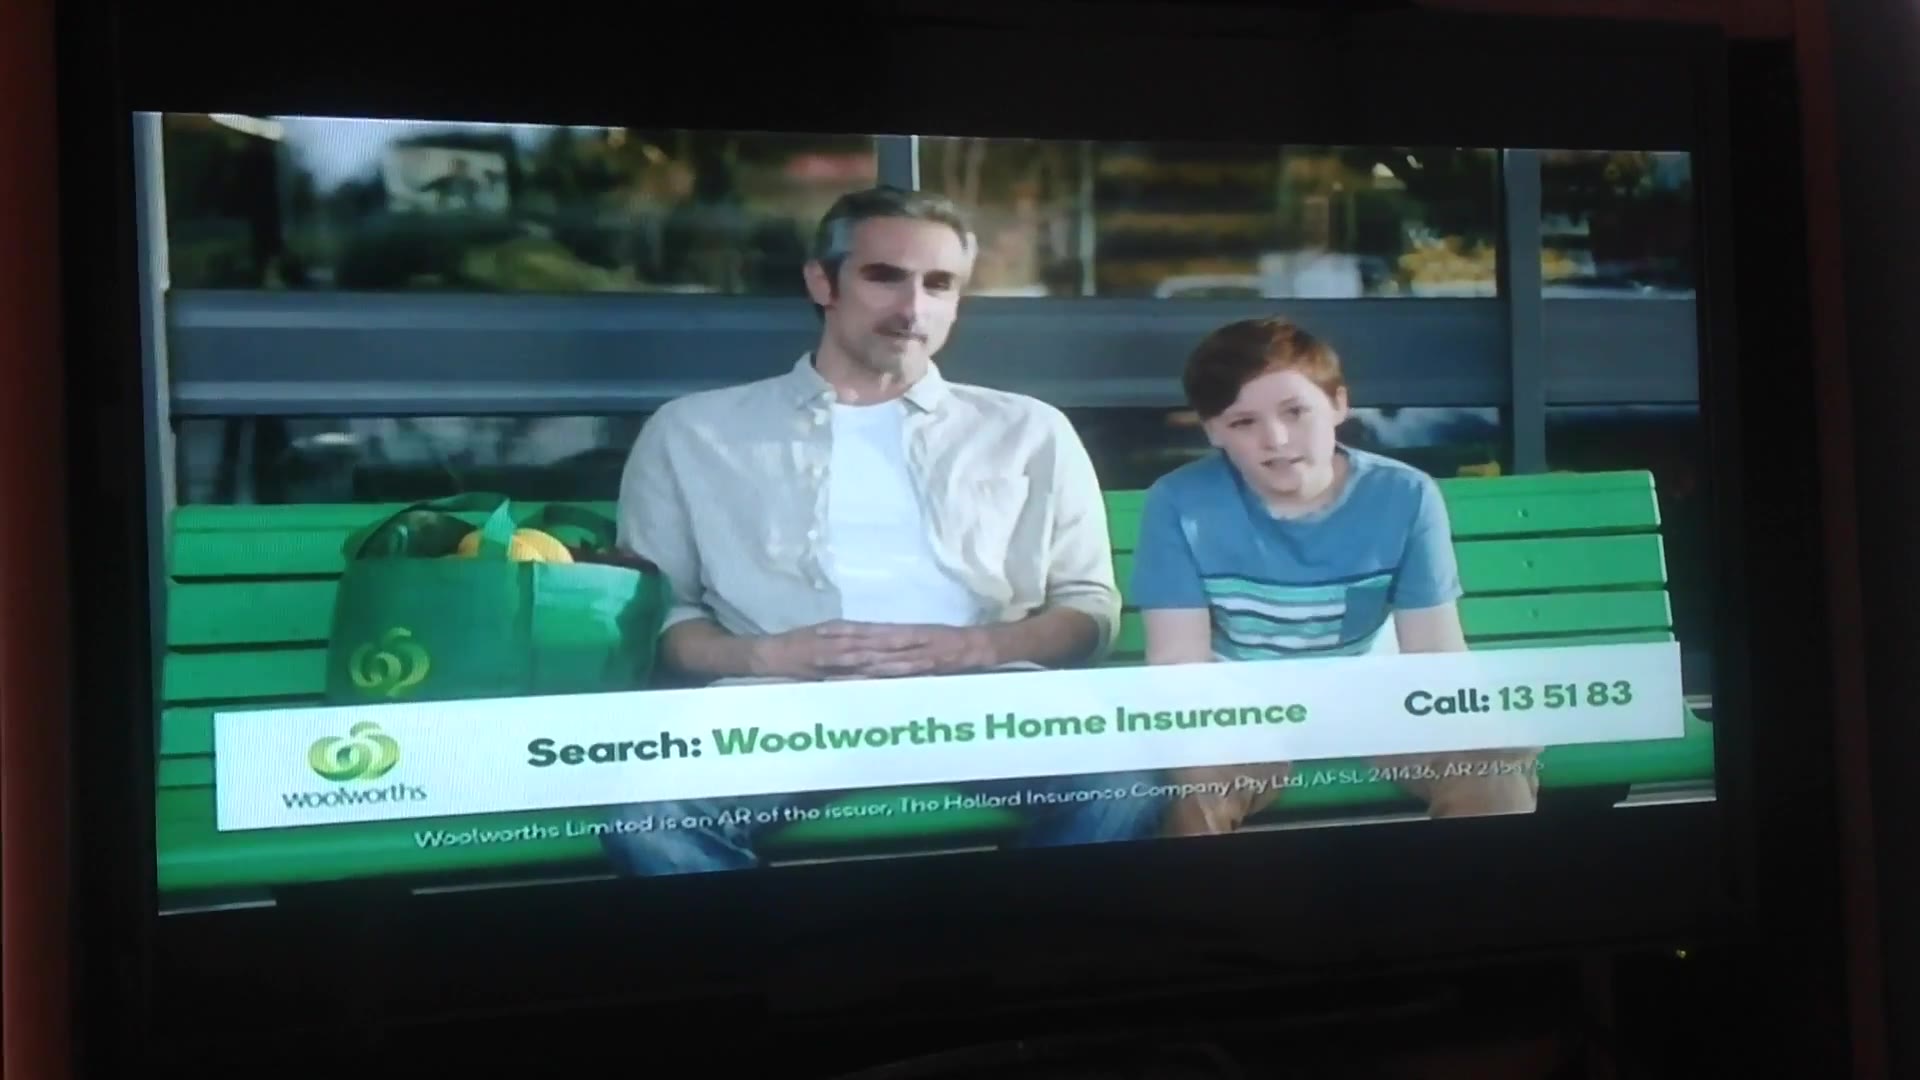 woolworths
Search: Woolworths Home Insurance
Call: 13 51 83
Woolworths Limited is an AR of the issuer, The Hollard Insurance Company Pty Ltd, AFSL 241436, AR